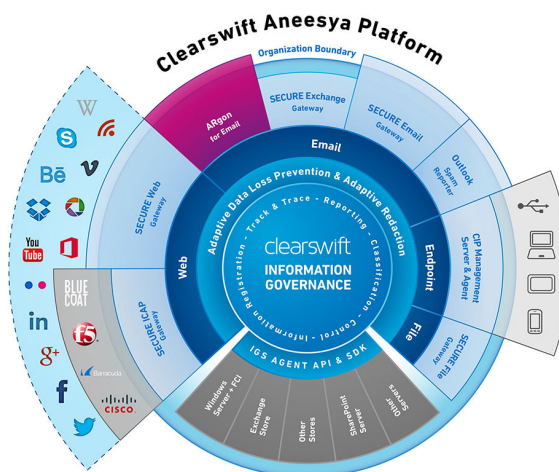 Clearswift Aneesya Platform
Organization Boundary
ARgon
for Email
SECURE Exchange
Gateway
SECURE Email
Gateway
Outlook
Spam
Reporter
Email
Adaptive Data Loss Prevention & Adaptive Redaction
Information Registration - Track & Trace - Reporting - Classification - Control -
clearswift
INFORMATION
GOVERNANCE
SECURE Web
Gateway
Web
SECURE ICAP
Gateway
Endpoint
CIP Management
Server & Agent
File
SECURE File
Gateway
IGS AGENT API & SDK
Windows
Server + FCI
Exchange
Store
Other
Stores
SharePoint
Server
Other
Servers
W
S
Bē
v
You
Tube
BLUE
COAT
in
f5
g+
Barracuda
f
CISCO.